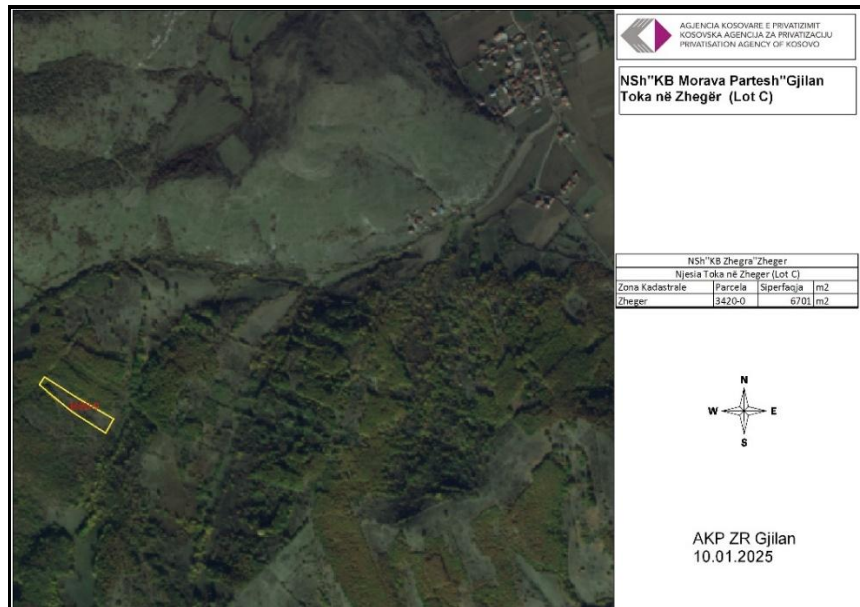 AGJENCIA KOSOVARE E PRIVATIZIMIT
KOSOVSKA AGENCIJA ZA PRIVATIZACIJU
PRIVATISATION AGENCY OF KOSOVO
NSh"KB Morava Partesh"Gjilan
Toka në Zhegër (Lot C)
NSh"KB Zhegra"Zheger
Njesia Toka në Zheger (Lot C)
Zona Kadastrale Parcela Siperfaqja m2
Zheger 3420-0 6701 m2
N
W E
S
AKP ZR Gjilan
10.01.2025